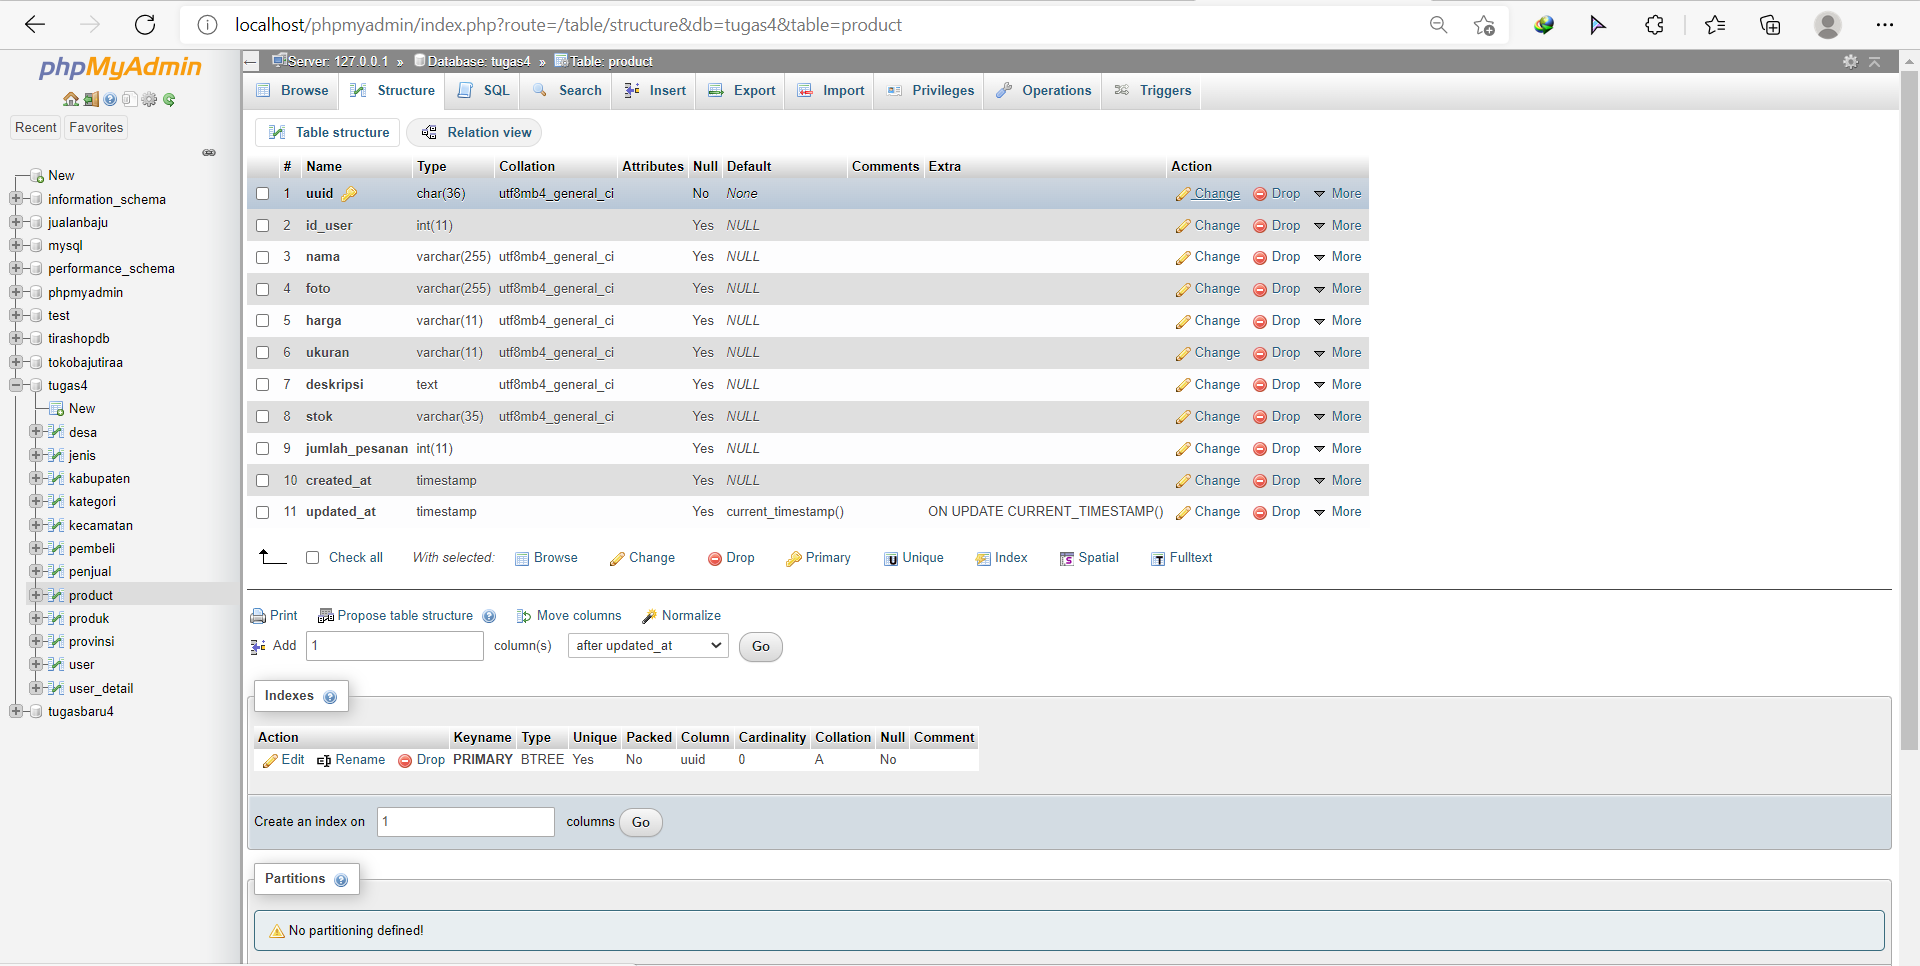 localhost/phpmyadmin/index.php?route=/table/structure&db=tugas4&table=product
phpMyAdmin
Recent Favorites
New
information_schema
jualanbaju
mysql
performance_schema
phpmyadmin
test
tirashopdb
tokobajutiraa
tugas4
New
desa
jenis
kabupaten
kategori
kecamatan
pembeli
penjual
product
produk
provinsi
user
user_detail
tugasbaru4
Server: 127.0.0.1 » Database: tugas4 » Table: product
Browse Structure SQL Search Insert Export Import Privileges Operations Triggers
Table structure Relation view
# Name Type Collation Attributes Null Default Comments Extra Action
1 uuid char(36) utf8mb4_general_ci No None Change Drop More
2 id_user int(11) Yes NULL Change Drop More
3 nama varchar(255) utf8mb4_general_ci Yes NULL Change Drop More
4 foto varchar(255) utf8mb4_general_ci Yes NULL Change Drop More
5 harga varchar(11) utf8mb4_general_ci Yes NULL Change Drop More
6 ukuran varchar(11) utf8mb4_general_ci Yes NULL Change Drop More
7 deskripsi text utf8mb4_general_ci Yes NULL Change Drop More
8 stok varchar(35) utf8mb4_general_ci Yes NULL Change Drop More
9 jumlah_pesanan int(11) Yes NULL Change Drop More
10 created_at timestamp Yes NULL Change Drop More
11 updated_at timestamp Yes current_timestamp() ON UPDATE CURRENT_TIMESTAMP() Change Drop More
Check all With selected: Browse Change Drop Primary Unique Index Spatial Fulltext
Print Propose table structure Move columns Normalize
Add 1 column(s) after updated_at Go
Indexes
Action Keyname Type Unique Packed Column Cardinality Collation Null Comment
Edit Rename Drop PRIMARY BTREE Yes No uuid 0 A No
Create an index on 1 columns Go
Partitions
No partitioning defined!